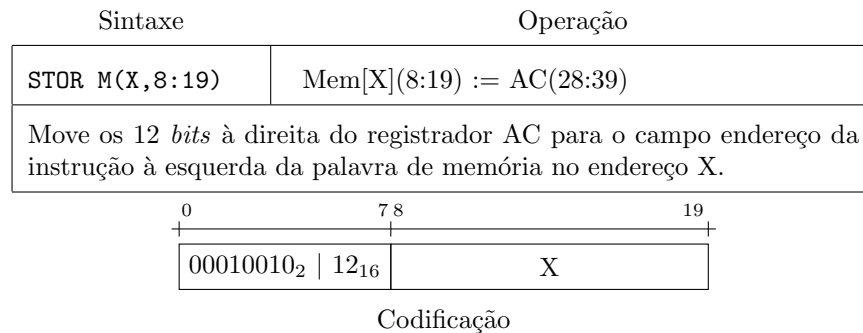 Sintaxe Operação
STOR M(X,8:19) Mem[X](8:19) := AC(28:39)
Move os 12 bits à direita do registrador AC para o campo endereço da
instrução à esquerda da palavra de memória no endereço X.
0 7 8 19
00010010₂ | 12₁₆ X
Codificação